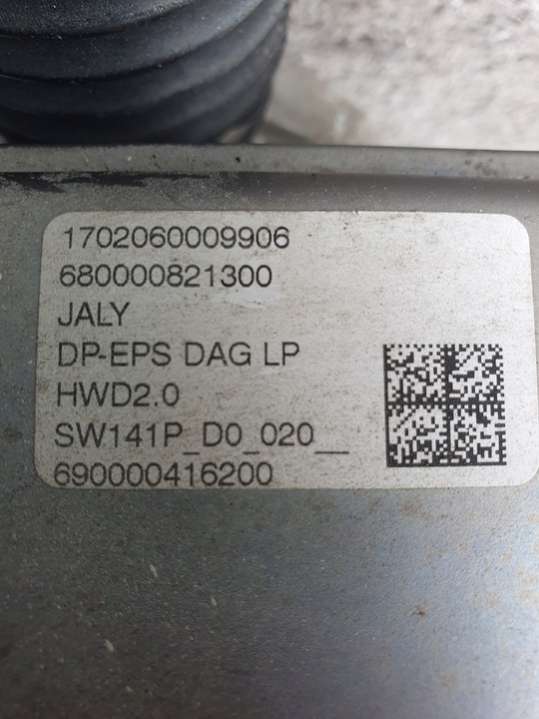 1702060009906
680000821300
JALY
DP-EPS DAG LP
HWD2.0
SW141P_D0_020__
690000416200